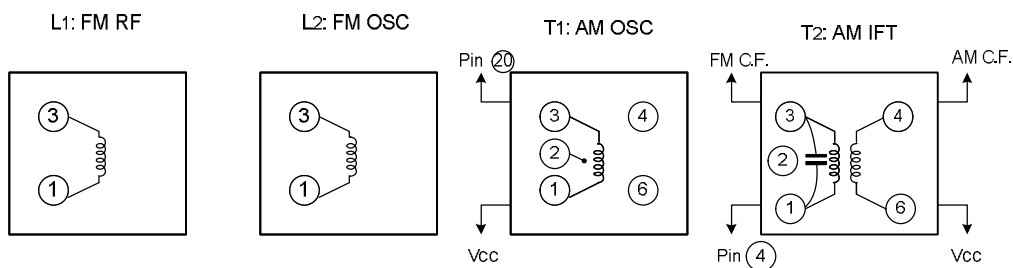 L1: FM RF
L2: FM OSC
T1: AM OSC
T2: AM IFT
Pin 20
FM C.F.
AM C.F.
3
1
3
1
3
4
2
1
6
3
4
2
1
6
Vcc
Pin 4
Vcc